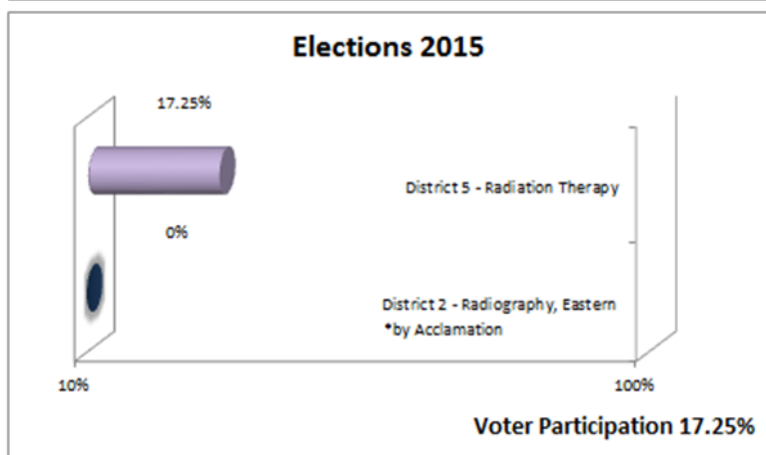 Elections 2015
17.25%
District 5 - Radiation Therapy
0%
District 2 - Radiography, Eastern
*by Acclamation
10%
100%
Voter Participation 17.25%